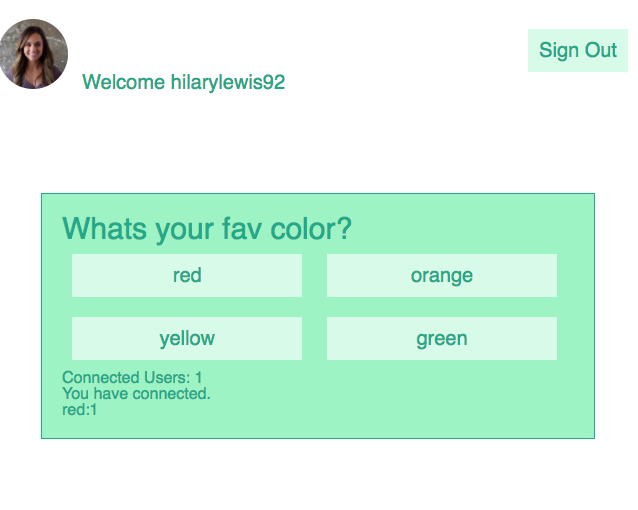 Sign Out
Welcome hilarylewis92
Whats your fav color?
red
orange
yellow
green
Connected Users: 1
You have connected.
red:1